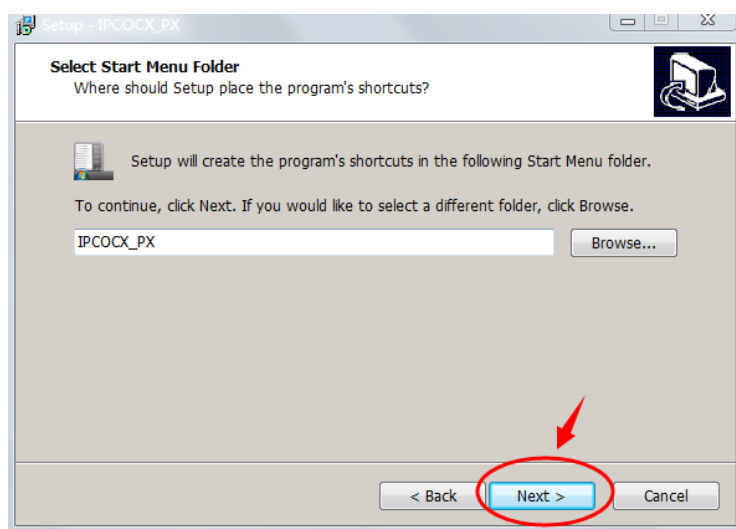 Setup - IPCOCX_PX
Select Start Menu Folder
Where should Setup place the program's shortcuts?
Setup will create the program's shortcuts in the following Start Menu folder.
To continue, click Next. If you would like to select a different folder, click Browse.
IPCOCX_PX
Browse...
< Back
Next >
Cancel